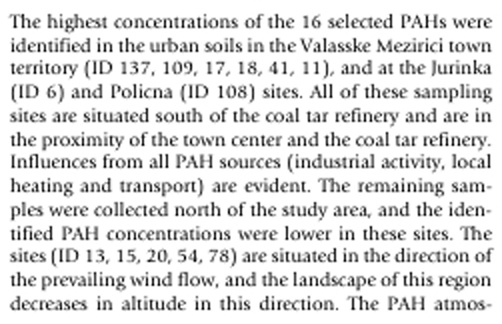 The highest concentrations of the 16 selected PAHs were
identified in the urban soils in the Valasske Mezirici town
territory (ID 137, 109, 17, 18, 41, 11), and at the Jurinka
(ID 6) and Policna (ID 108) sites. All of these sampling
sites are situated south of the coal tar refinery and are in
the proximity of the town center and the coal tar refinery.
Influences from all PAH sources (industrial activity, local
heating and transport) are evident. The remaining sam-
ples were collected north of the study area, and the iden-
tified PAH concentrations were lower in these sites. The
sites (ID 13, 15, 20, 54, 78) are situated in the direction of
the prevailing wind flow, and the landscape of this region
decreases in altitude in this direction. The PAH atmos-